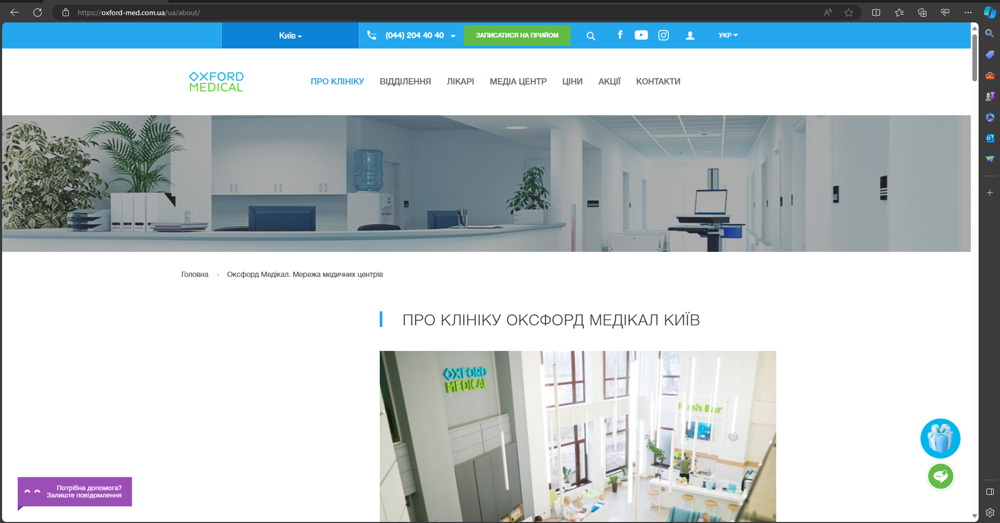 https://oxford-med.com.ua/ua/about/
Київ
(044) 204 40 40
ЗАПИСАТИСЯ НА ПРИЙОМ
УКР
OXFORD
MEDICAL
ПРО КЛІНІКУ
ВІДДІЛЕННЯ
ЛІКАРІ
МЕДІА ЦЕНТР
ЦІНИ
АКЦІЇ
КОНТАКТИ
Головна
Оксфорд Медікал. Мережа медичних центрів
ПРО КЛІНІКУ ОКСФОРД МЕДІКАЛ КИЇВ
OXFORD
MEDICAL
Fresh Bar
Потрібна допомога?
Залиште повідомлення